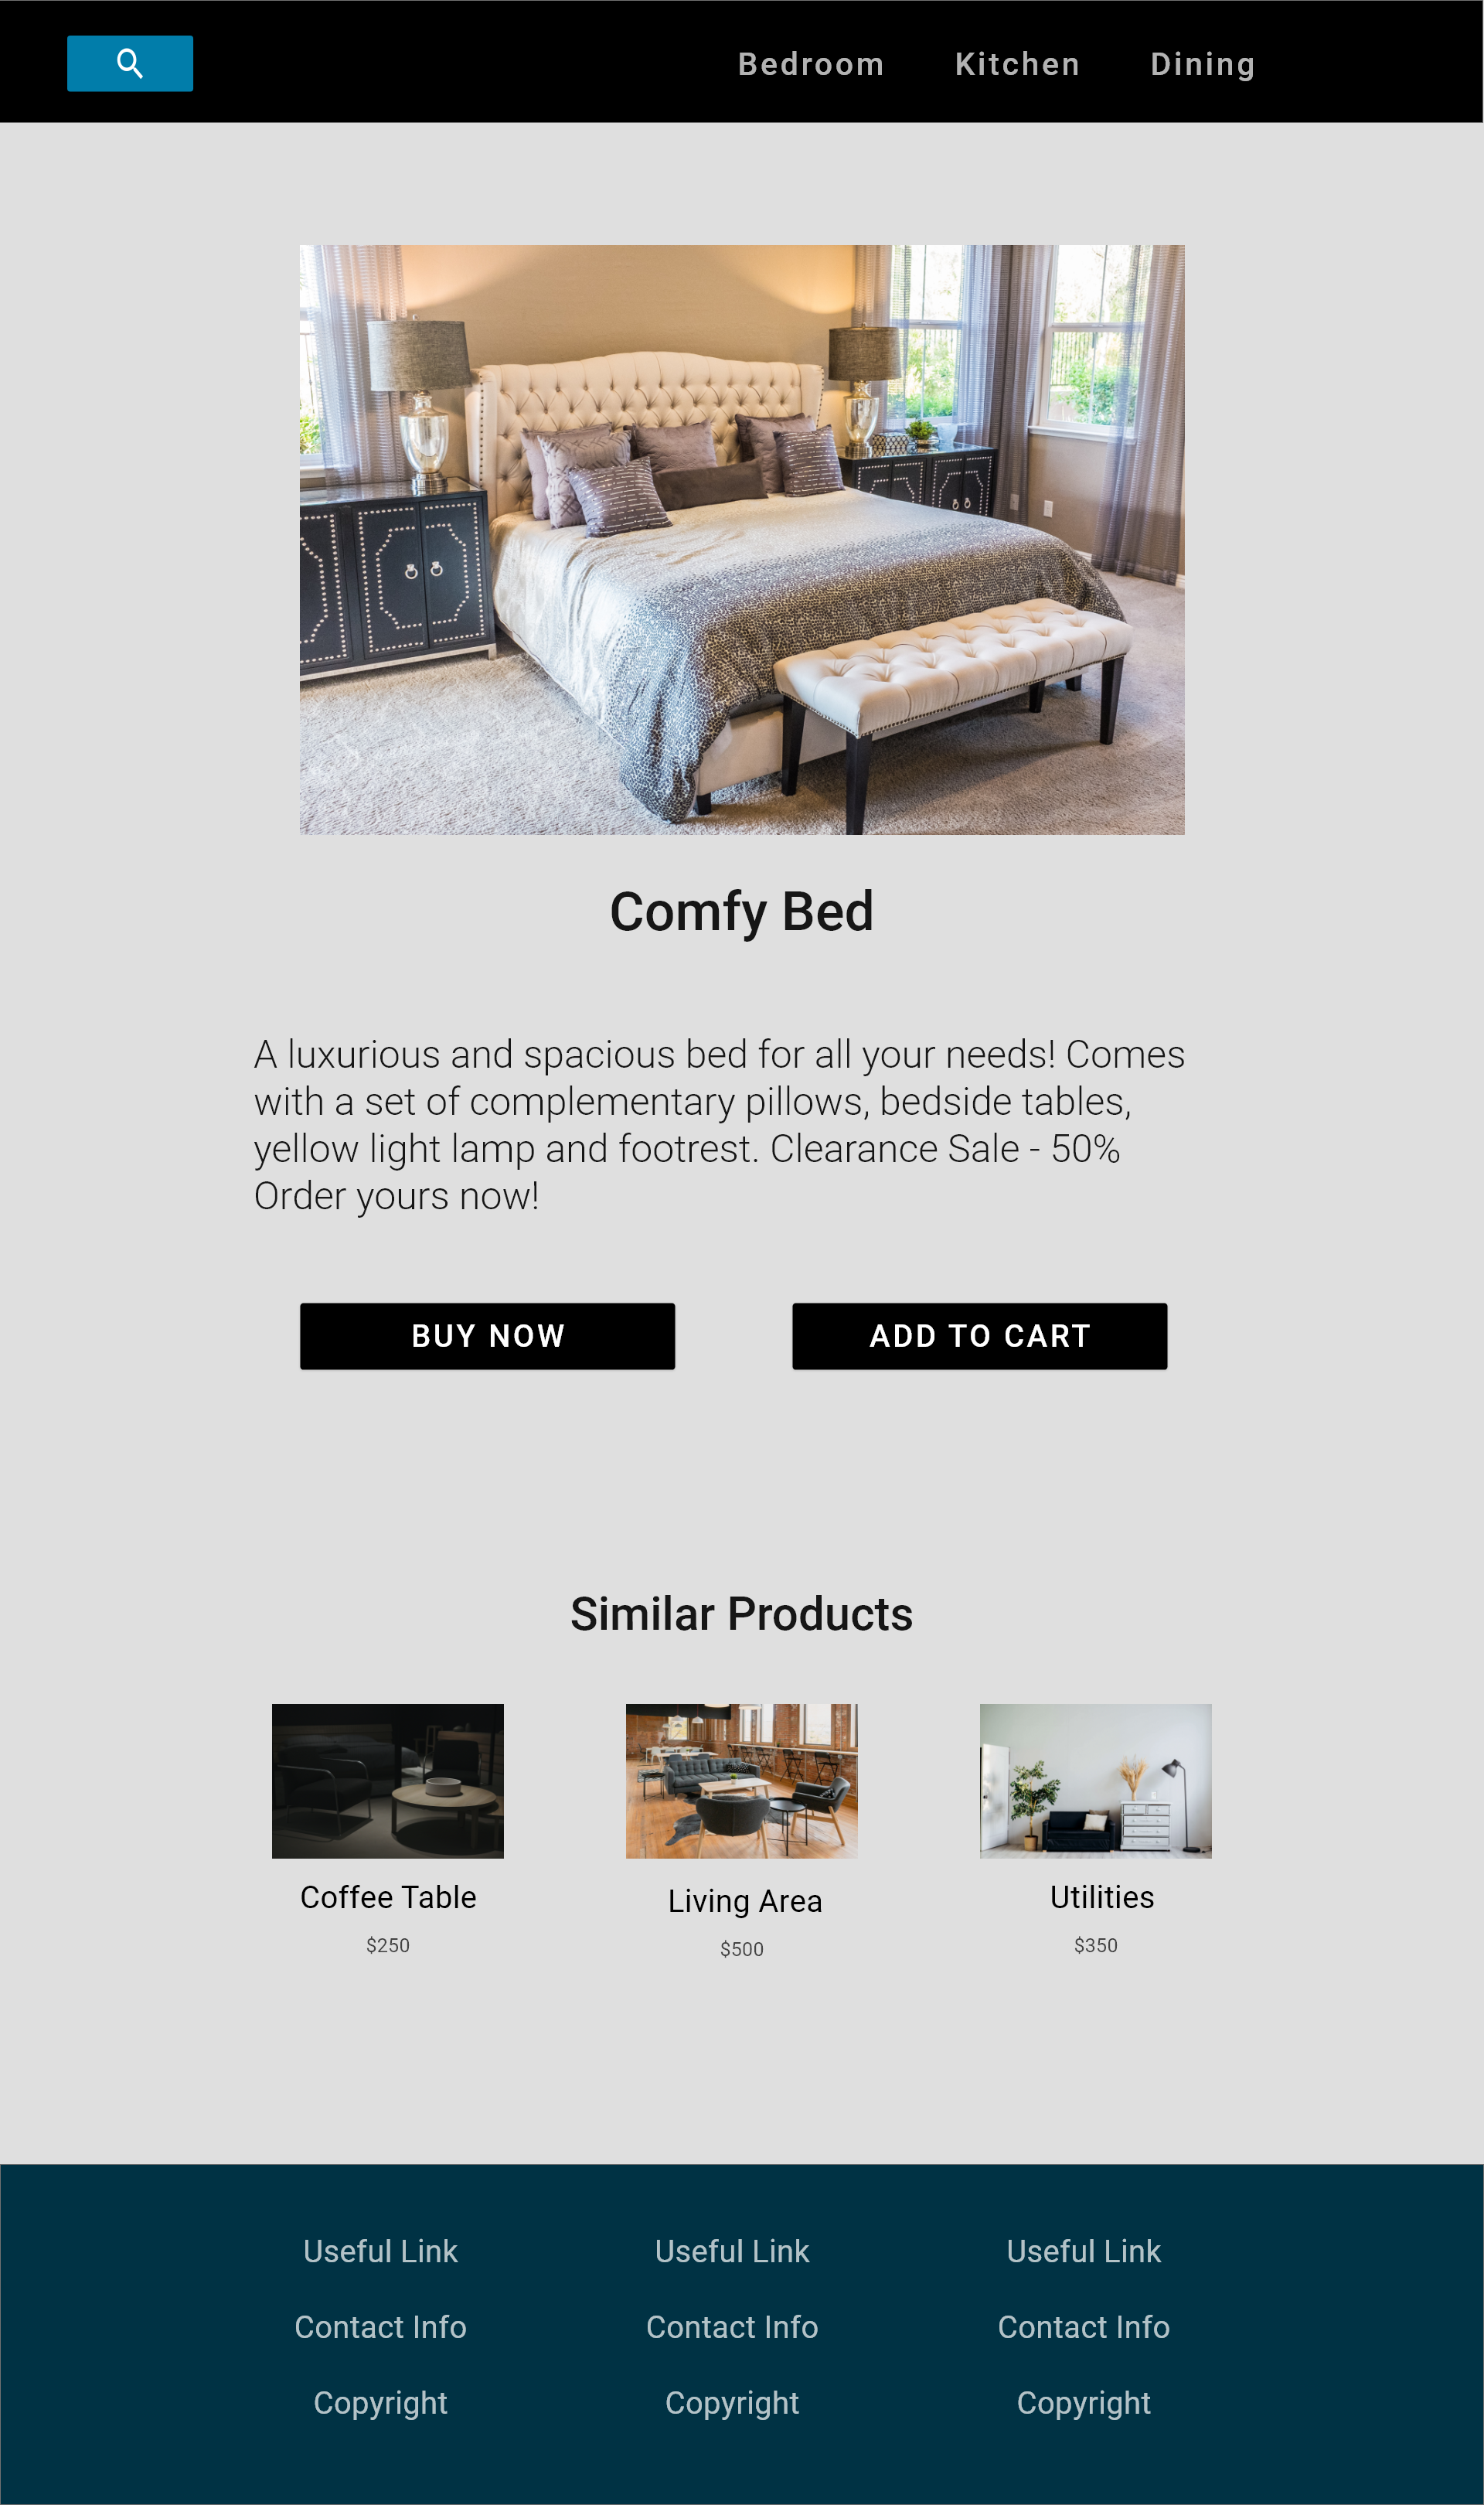 Bedroom Kitchen Dining
Comfy Bed
A luxurious and spacious bed for all your needs! Comes
with a set of complementary pillows, bedside tables,
yellow light lamp and footrest. Clearance Sale - 50%
Order yours now!
BUY NOW ADD TO CART
Similar Products
Coffee Table Living Area Utilities
$250 $500 $350
Useful Link Useful Link Useful Link
Contact Info Contact Info Contact Info
Copyright Copyright Copyright